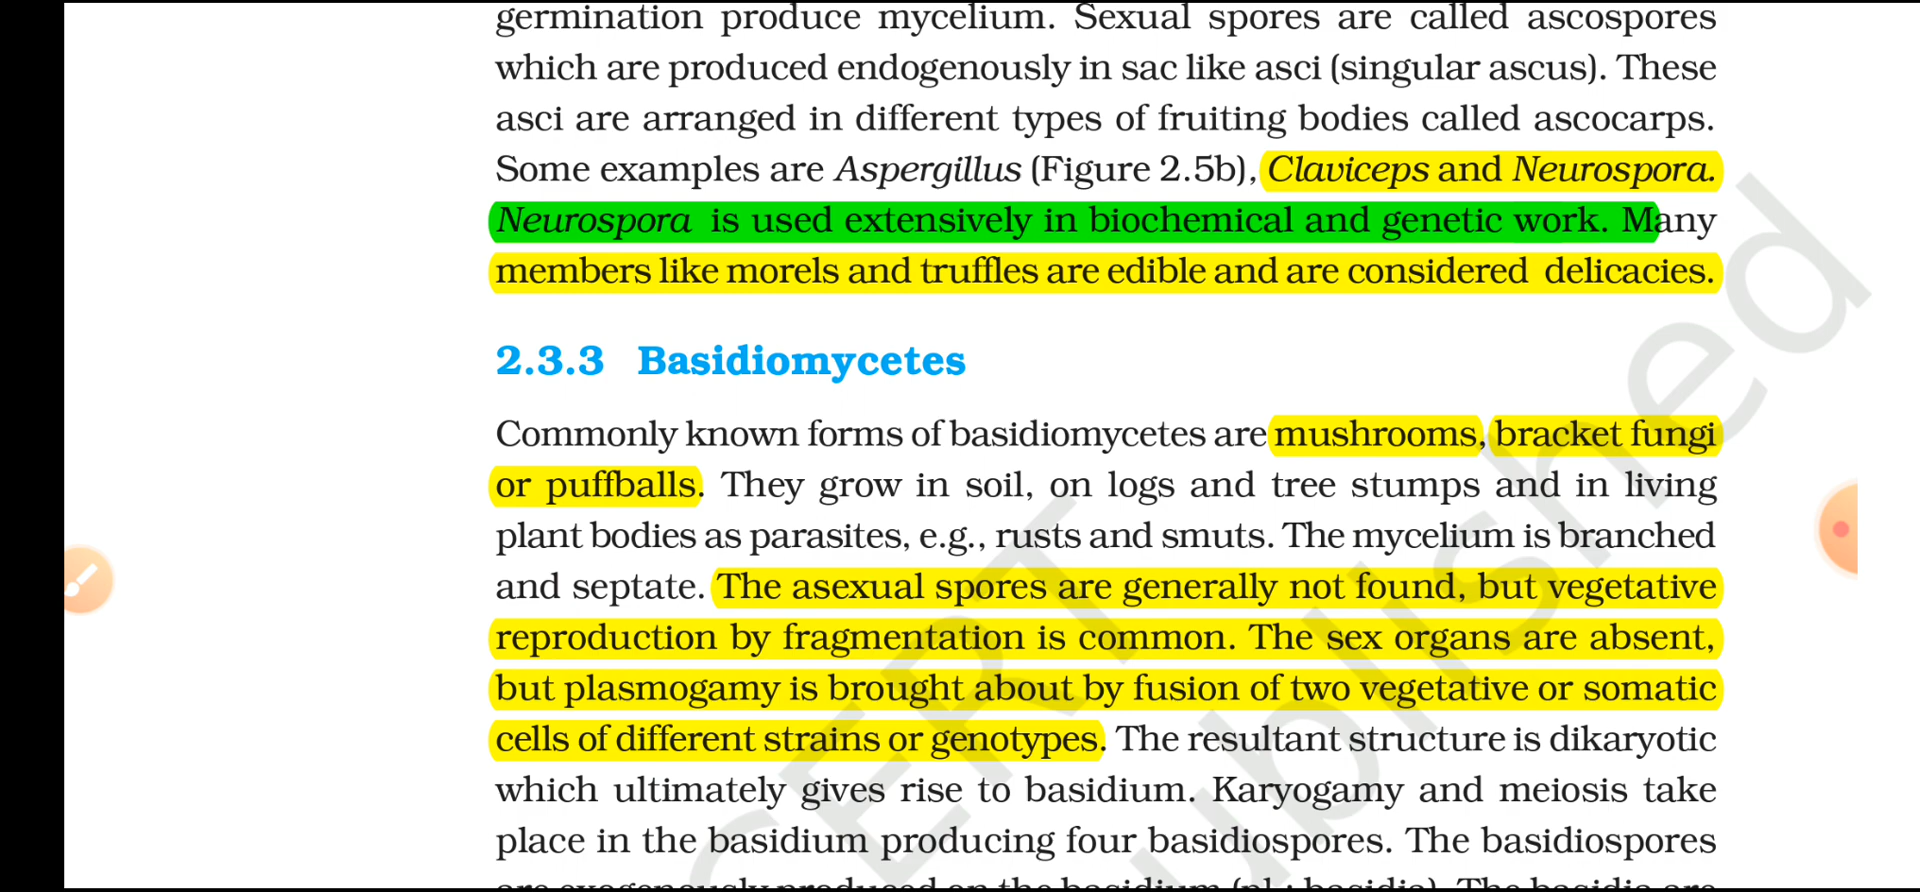 germination produce mycelium. Sexual spores are called ascospores
which are produced endogenously in sac like asci (singular ascus). These
asci are arranged in different types of fruiting bodies called ascocarps.
Some examples are Aspergillus (Figure 2.5b), Claviceps and Neurospora.
Neurospora is used extensively in biochemical and genetic work. Many
members like morels and truffles are edible and are considered delicacies.
2.3.3 Basidiomycetes
Commonly known forms of basidiomycetes are mushrooms, bracket fungi
or puffballs. They grow in soil, on logs and tree stumps and in living
plant bodies as parasites, e.g., rusts and smuts. The mycelium is branched
and septate. The asexual spores are generally not found, but vegetative
reproduction by fragmentation is common. The sex organs are absent,
but plasmogamy is brought about by fusion of two vegetative or somatic
cells of different strains or genotypes. The resultant structure is dikaryotic
which ultimately gives rise to basidium. Karyogamy and meiosis take
place in the basidium producing four basidiospores. The basidiospores